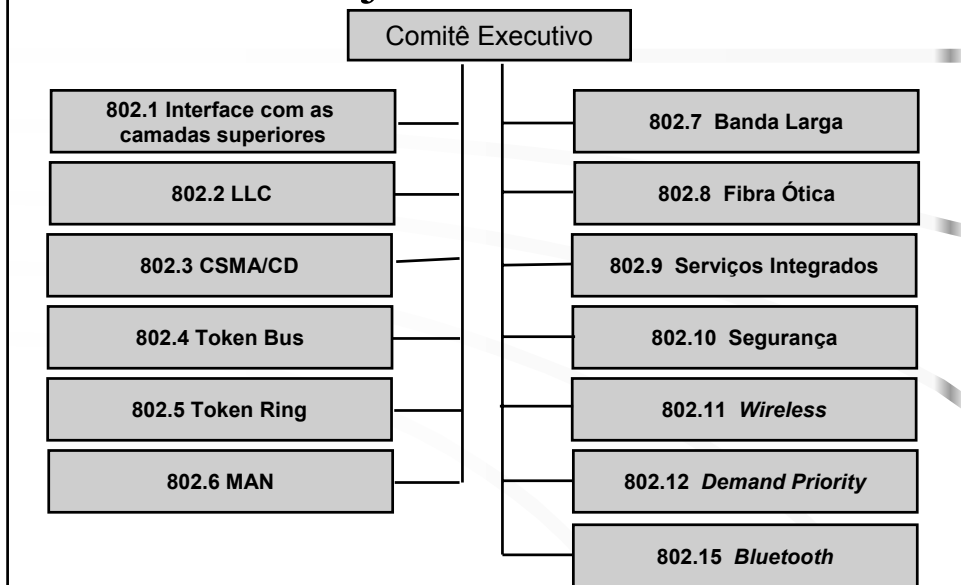 Comitê Executivo
802.1 Interface com as
camadas superiores
802.2 LLC
802.3 CSMA/CD
802.4 Token Bus
802.5 Token Ring
802.6 MAN
802.7 Banda Larga
802.8 Fibra Ótica
802.9 Serviços Integrados
802.10 Segurança
802.11 Wireless
802.12 Demand Priority
802.15 Bluetooth